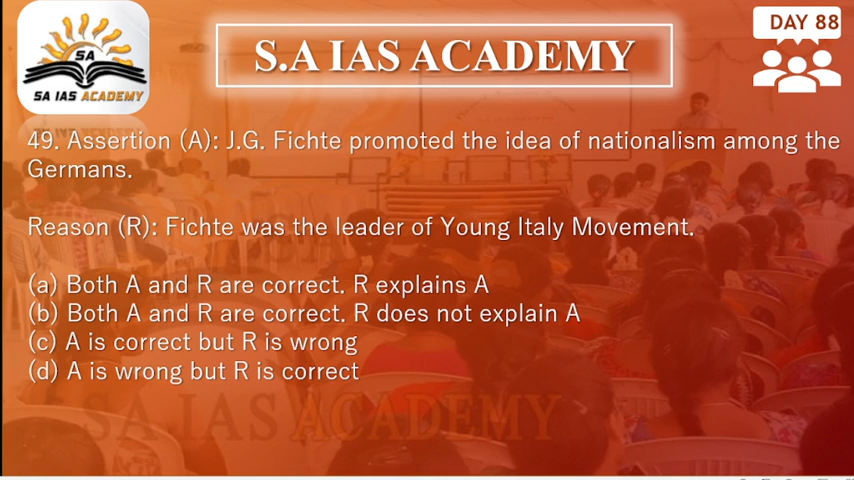 DAY 88
S.A IAS ACADEMY
SA
SA IAS ACADEMY
49. Assertion (A): J.G. Fichte promoted the idea of nationalism among the
Germans.
Reason (R): Fichte was the leader of Young Italy Movement.
(a) Both A and R are correct. R explains A
(b) Both A and R are correct. R does not explain A
(c) A is correct but R is wrong
(d) A is wrong but R is correct
SA IAS ACADEMY